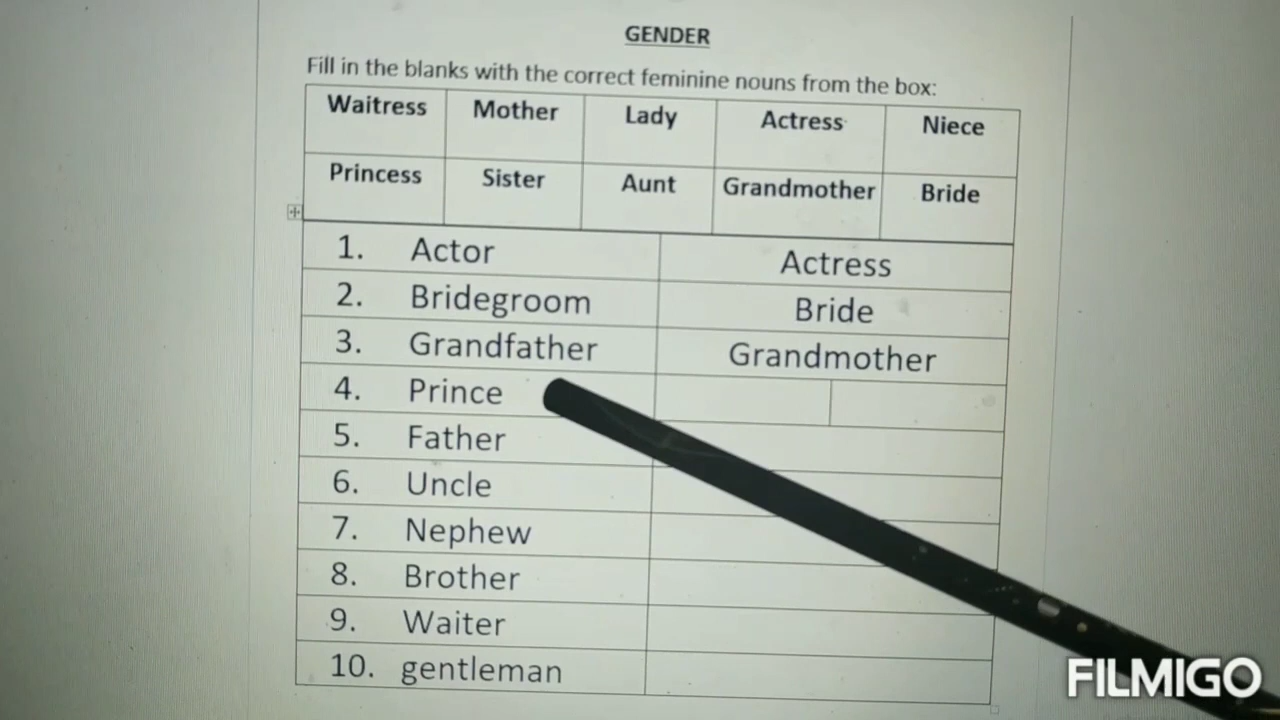 GENDER
Fill in the blanks with the correct feminine nouns from the box:
Waitress Mother Lady Actress Niece
Princess Sister Aunt Grandmother Bride
1. Actor Actress
2. Bridegroom Bride
3. Grandfather Grandmother
4. Prince
5. Father
6. Uncle
7. Nephew
8. Brother
9. Waiter
10. gentleman
FILMIGO